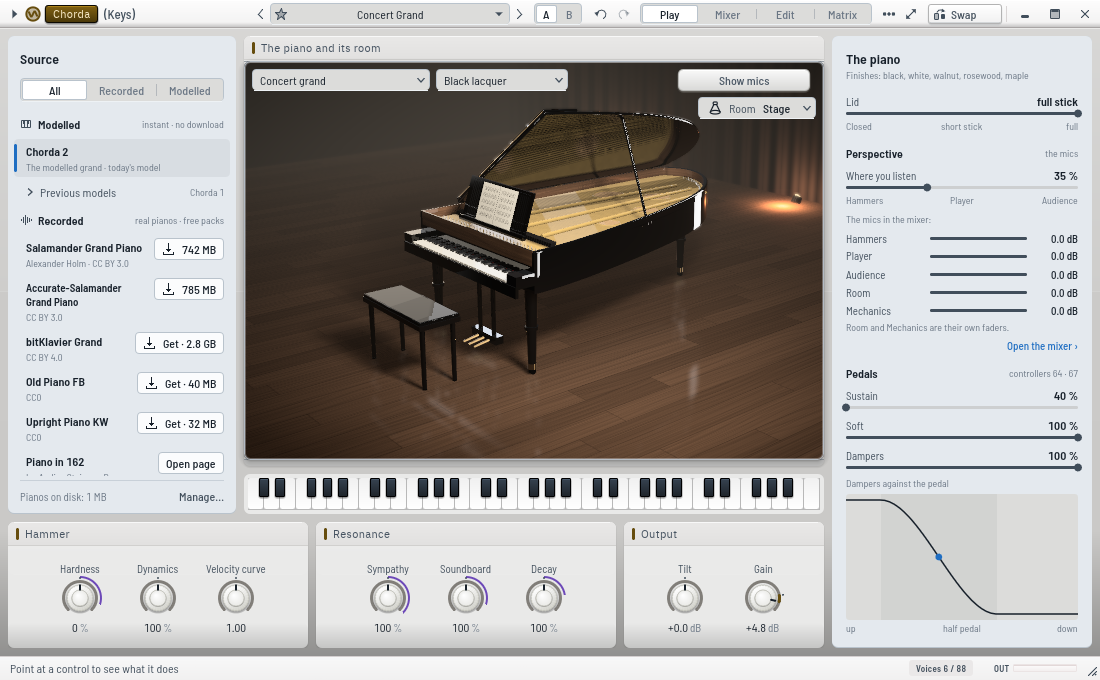 Chorda (Keys)
Concert Grand
A B
Play Mixer Edit Matrix
Swap
Source
All Recorded Modelled
Modelled instant · no download
Chorda 2
The modelled grand · today's model
Previous models Chorda 1
Recorded real pianos · free packs
Salamander Grand Piano 742 MB
Alexander Holm · CC BY 3.0
Accurate-Salamander
Grand Piano
785 MB
CC BY 3.0
bitKlavier Grand Get · 2.8 GB
CC BY 4.0
Old Piano FB Get · 40 MB
CC0
Upright Piano KW Get · 32 MB
CC0
Piano in 162 Open page
Pianos on disk: 1 MB Manage...
The piano and its room
Concert grand Black lacquer Show mics
Room Stage
The piano
Finishes: black, white, walnut, rosewood, maple
Lid full stick
Closed short stick full
Perspective the mics
Where you listen 35 %
Hammers Player Audience
The mics in the mixer:
Hammers 0.0 dB
Player 0.0 dB
Audience 0.0 dB
Room 0.0 dB
Mechanics 0.0 dB
Room and Mechanics are their own faders.
Open the mixer ›
Pedals controllers 64 - 67
Sustain 40 %
Soft 100 %
Dampers 100 %
Dampers against the pedal
up half pedal down
Hammer
Hardness Dynamics Velocity curve
0 % 100 % 1.00
Resonance
Sympathy Soundboard Decay
100 % 100 % 100 %
Output
Tilt Gain
+0.0 dB +4.8 dB
Point at a control to see what it does
Voices 6 / 88 OUT